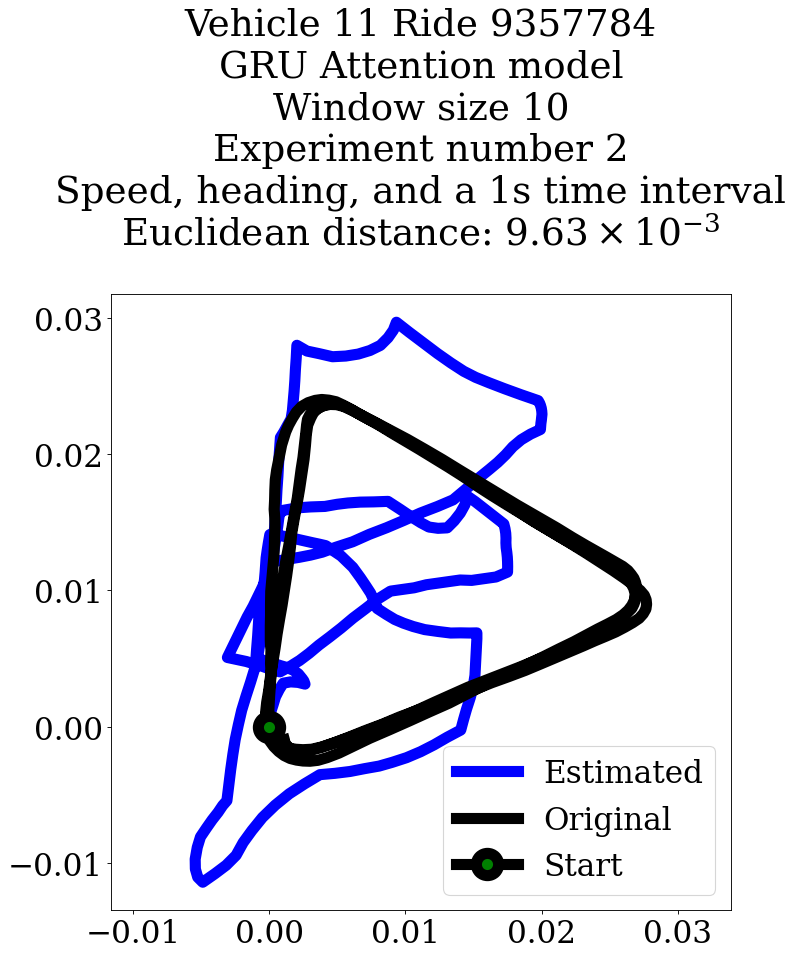 Vehicle 11 Ride 9357784
GRU Attention model
Window size 10
Experiment number 2
Speed, heading, and a 1s time interval
Euclidean distance: 9.63 × 10⁻³
0.03
0.02
0.01
0.00
−0.01
Estimated
Original
Start
−0.01 0.00 0.01 0.02 0.03